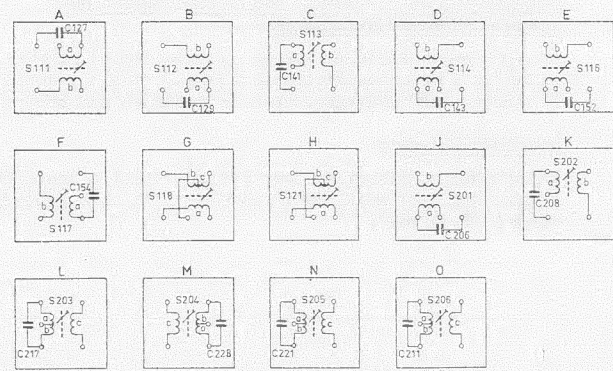 A B C D E
C127
a
S111
b
b
S112
a
C129
S113
C141
a b
b
S114
a
C143
b
S116
a
C152
F G H J K
C154
b a
S117
b c
S118
a
b c
S121
a
b
S201
a
C206
S202
a b
C208
L M N O
S203
a
b
c
C217
S204
c
b
a
C228
S205
a
b
c
C221
S206
a
b
c
C211